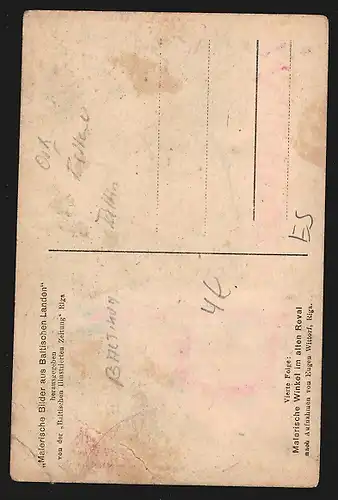 „Malerische Bilder aus Baltischen Landen"
herausgegeben
von der „Baltischen Illustrierten Zeitung" Riga
Vierte Folge:
Malerische Winkel im alten Reval
nach Aufnahmen von Eugen Wittorf, Riga.
ES
4€.